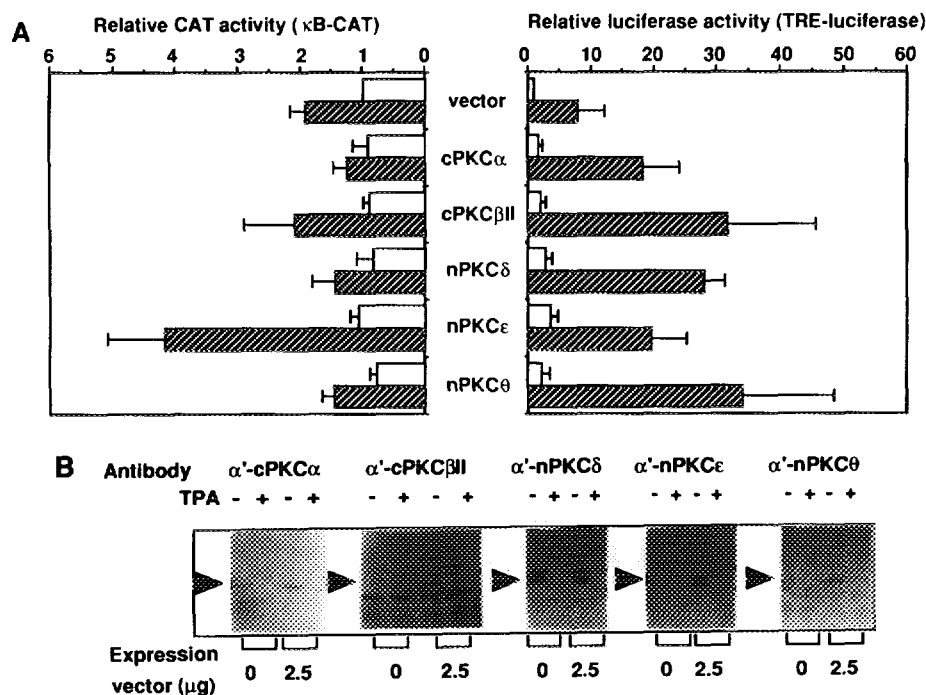 A
Relative CAT activity (κB-CAT)
Relative luciferase activity (TRE-luciferase)
6 5 4 3 2 1 0
0 10 20 30 40 50 60
vector
cPKCα
cPKCβII
nPKCδ
nPKCε
nPKCθ
B
Antibody α'-cPKCα α'-cPKCβII α'-nPKCδ α'-nPKCε α'-nPKCθ
TPA - + - + - + - + - + - + - + - + - + - +
Expression vector (μg)
0 2.5 0 2.5 0 2.5 0 2.5 0 2.5